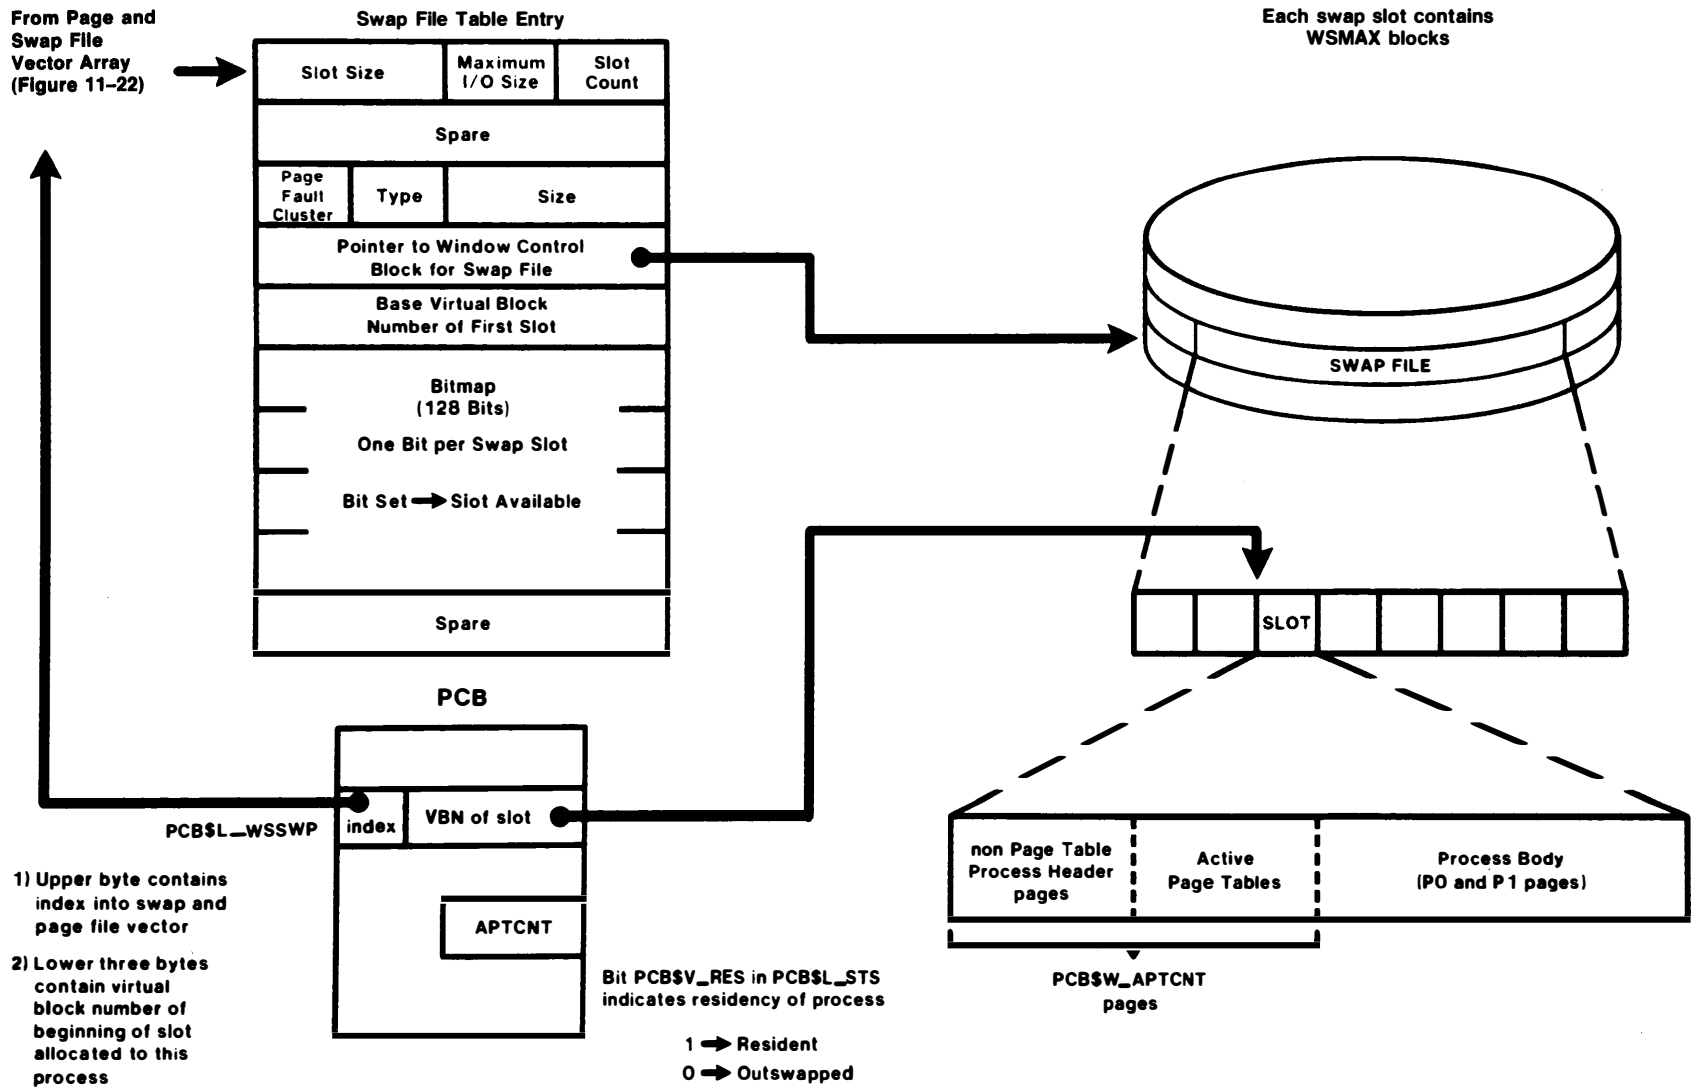 From Page and
Swap File
Vector Array
(Figure 11–22)
Swap File Table Entry
Slot Size
Maximum
I/O Size
Slot
Count
Spare
Page
Fault
Cluster
Type
Size
Pointer to Window Control
Block for Swap File
Base Virtual Block
Number of First Slot
Bitmap
(128 Bits)
One Bit per Swap Slot
Bit Set → Slot Available
Spare
Each swap slot contains
WSMAX blocks
SWAP FILE
SLOT
non Page Table
Process Header
pages
Active
Page Tables
Process Body
(P0 and P1 pages)
PCB$W_APTCNT
pages
PCB
PCB$L_WSSWP
index
VBN of slot
APTCNT
1) Upper byte contains
index into swap and
page file vector
2) Lower three bytes
contain virtual
block number of
beginning of slot
allocated to this
process
Bit PCB$V_RES in PCB$L_STS
indicates residency of process
1 → Resident
0 → Outswapped